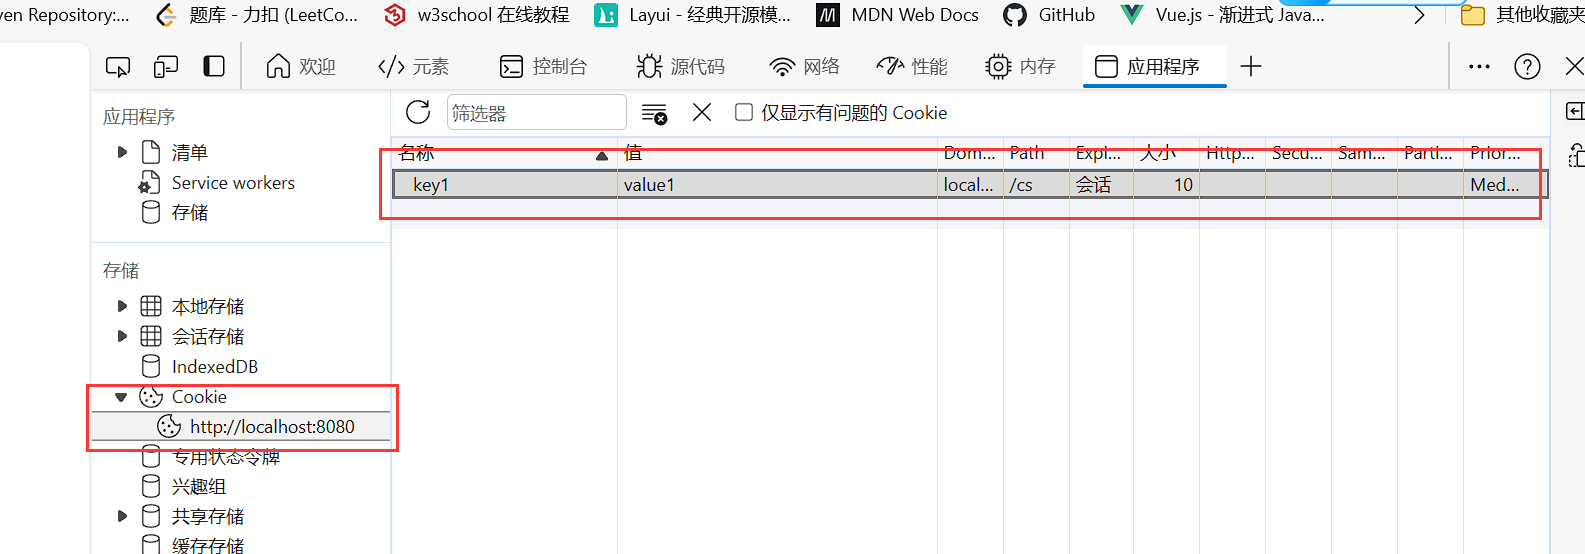 ven Repository:... 题库 - 力扣 (LeetCo... w3school 在线教程 Layui - 经典开源模... MDN Web Docs GitHub Vue.js - 渐进式 Java... 其他收藏夹
欢迎 元素 控制台 源代码 网络 性能 内存 应用程序
应用程序
筛选器 仅显示有问题的 Cookie
清单
Service workers
存储
名称 值 Dom... Path Expi... 大小 Http... Secu... Sam... Parti... Prior...
key1 value1 local... /cs 会话 10 Med...
存储
本地存储
会话存储
IndexedDB
Cookie
http://localhost:8080
专用状态令牌
兴趣组
共享存储
缓存存储